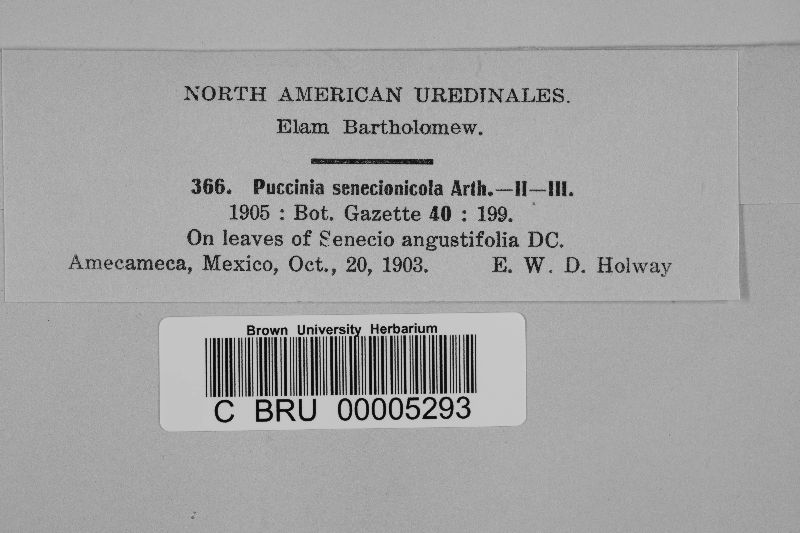 NORTH AMERICAN UREDINALES.
Elam Bartholomew.
366. Puccinia senecionicola Arth.—II—III.
1905 : Bot. Gazette 40 : 199.
On leaves of Senecio angustifolia DC.
Amecameca, Mexico, Oct., 20, 1903. E. W. D. Holway
Brown University Herbarium
C BRU 00005293